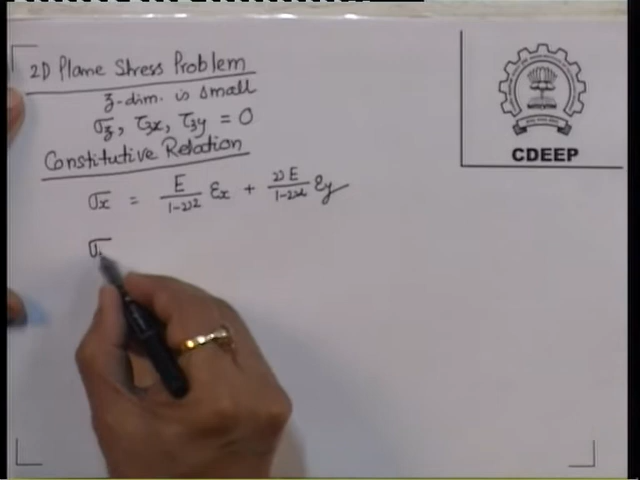 2D Plane Stress Problem
z-dim. is small
σz, τzx, τzy = 0
Constitutive Relation
σx = E/1-ν2 εx + νE/1-ν2 εy
σ
CDEEP